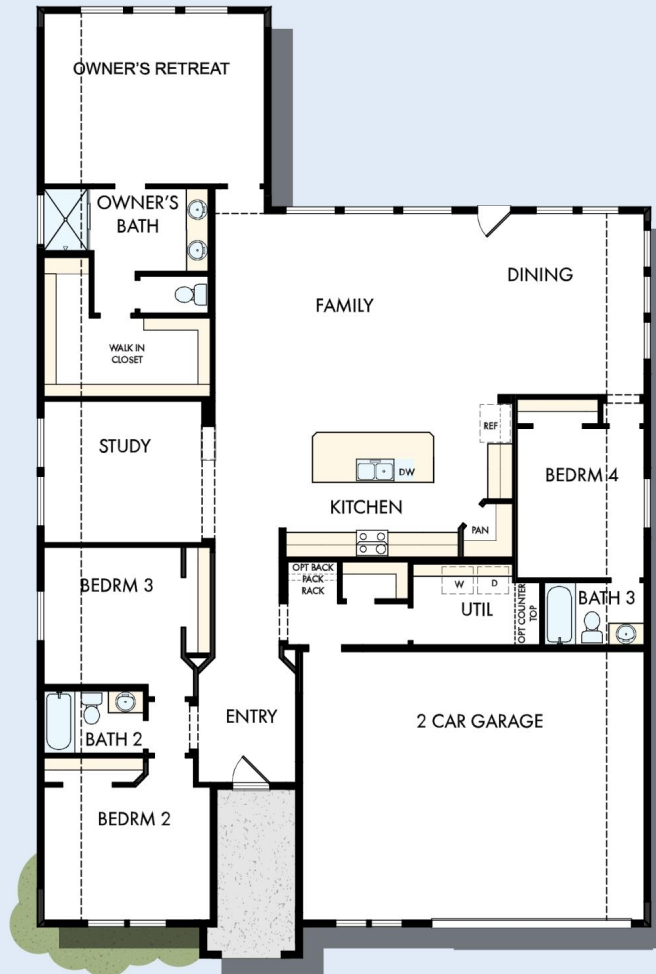 OWNER'S RETREAT
OWNER'S
BATH
DINING
FAMILY
WALK IN
CLOSET
STUDY
REF
BEDRM 4
DW
KITCHEN
PAN
OPT BACK
PACK
RACK
BEDRM 3
W
D
UTIL
OPT COUNTER
TOP
BATH 3
ENTRY
2 CAR GARAGE
BATH 2
BEDRM 2